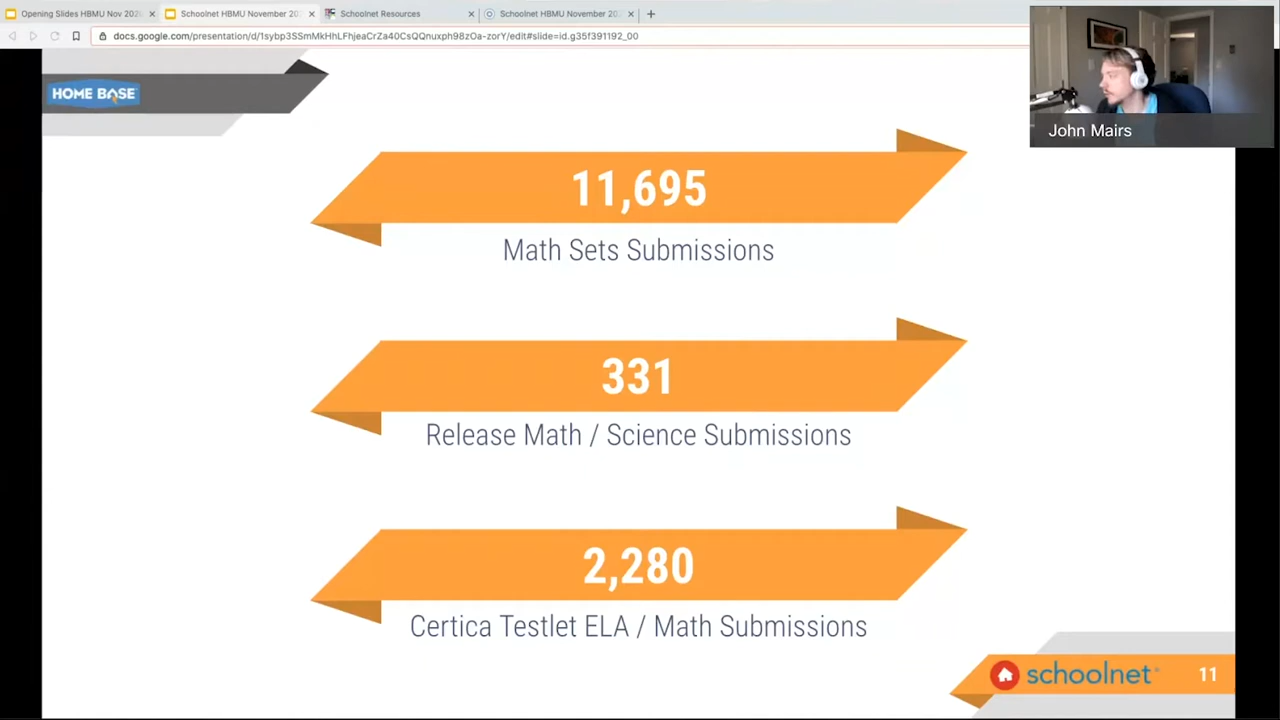 Opening Slides HBMU Nov 2020
Schoolnet HBMU November 202
Schoolnet Resources
Schoolnet HBMU November 202
docs.google.com/presentation/d/1sybp3SSmMkHhLFhjeaCrZa40CsQQnuxph98zOa-zorY/edit#slide=id.g35f391192_00
HOME BASE
John Mairs
11,695
Math Sets Submissions
331
Release Math / Science Submissions
2,280
Certica Testlet ELA / Math Submissions
schoolnet
11